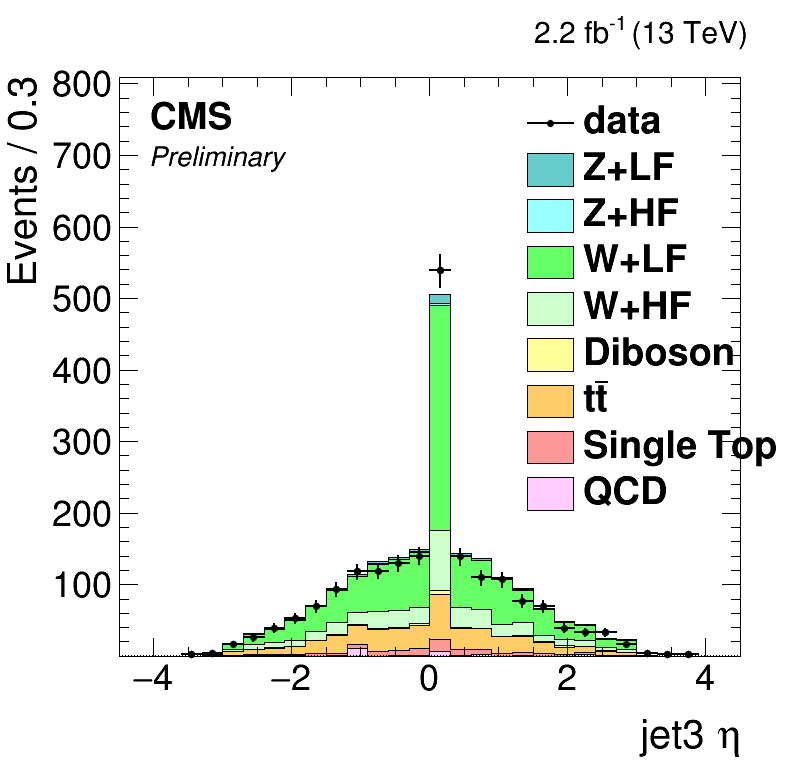 2.2 fb-1 (13 TeV)
Events / 0.3
800
700
600
500
400
300
200
100
CMS
Preliminary
data
Z+LF
Z+HF
W+LF
W+HF
Diboson
tt̄
Single Top
QCD
−4 −2 0 2 4
jet3 η